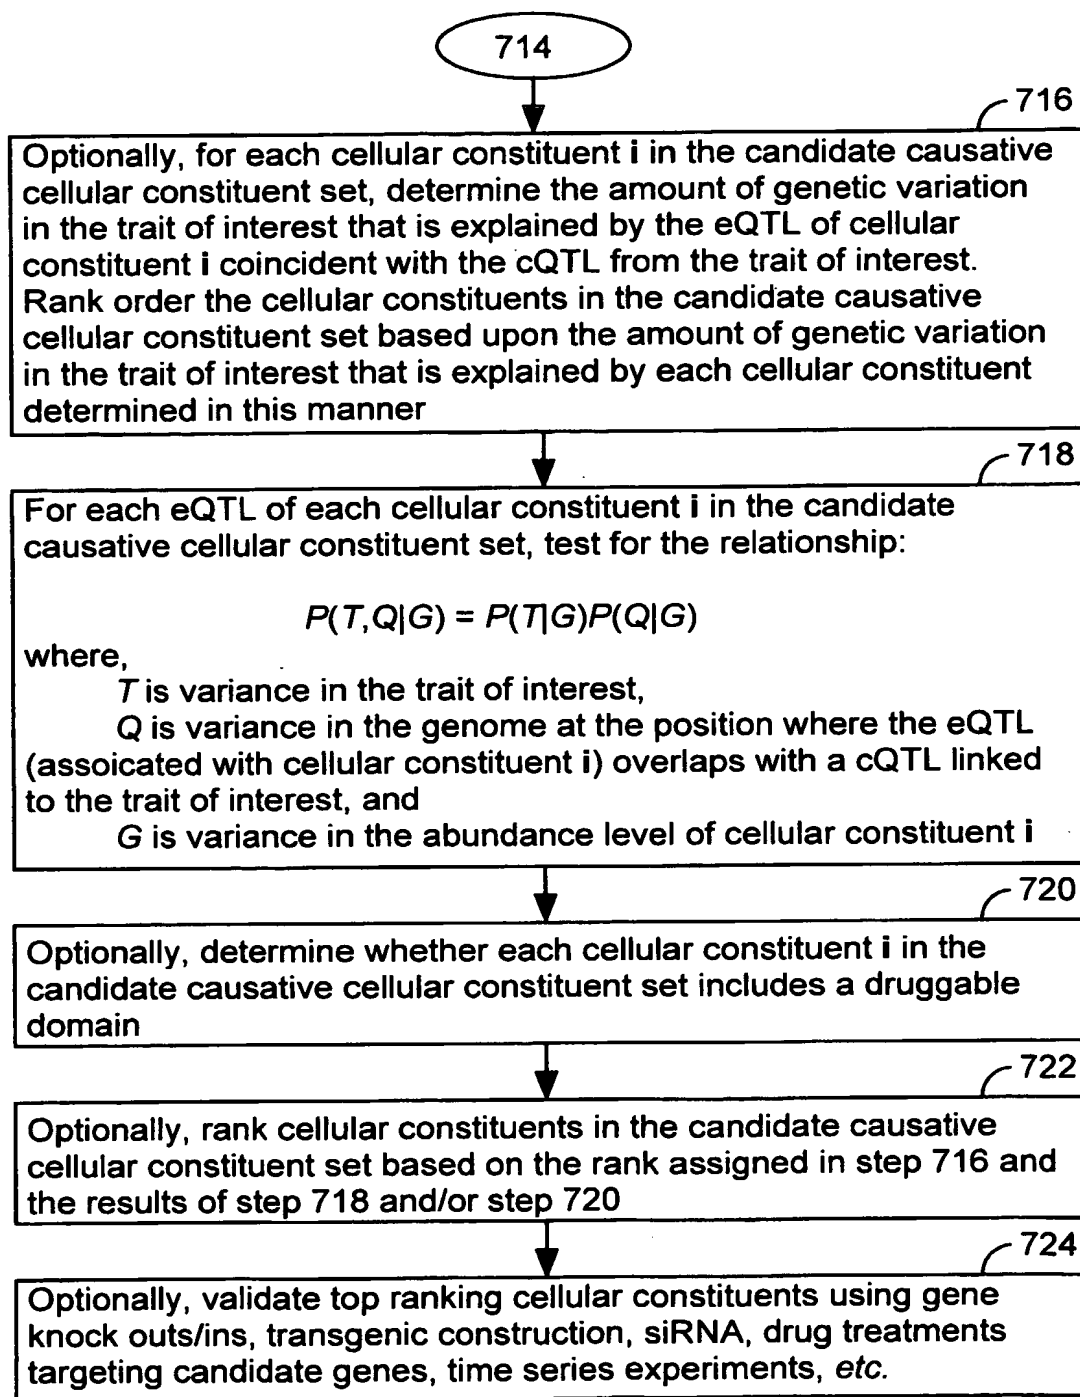 714
716
Optionally, for each cellular constituent i in the candidate causative
cellular constituent set, determine the amount of genetic variation
in the trait of interest that is explained by the eQTL of cellular
constituent i coincident with the cQTL from the trait of interest.
Rank order the cellular constituents in the candidate causative
cellular constituent set based upon the amount of genetic variation
in the trait of interest that is explained by each cellular constituent
determined in this manner
718
For each eQTL of each cellular constituent i in the candidate
causative cellular constituent set, test for the relationship:
P(T,Q|G) = P(T|G)P(Q|G)
where,
T is variance in the trait of interest,
Q is variance in the genome at the position where the eQTL
(assoicated with cellular constituent i) overlaps with a cQTL linked
to the trait of interest, and
G is variance in the abundance level of cellular constituent i
720
Optionally, determine whether each cellular constituent i in the
candidate causative cellular constituent set includes a druggable
domain
722
Optionally, rank cellular constituents in the candidate causative
cellular constituent set based on the rank assigned in step 716 and
the results of step 718 and/or step 720
724
Optionally, validate top ranking cellular constituents using gene
knock outs/ins, transgenic construction, siRNA, drug treatments
targeting candidate genes, time series experiments, etc.